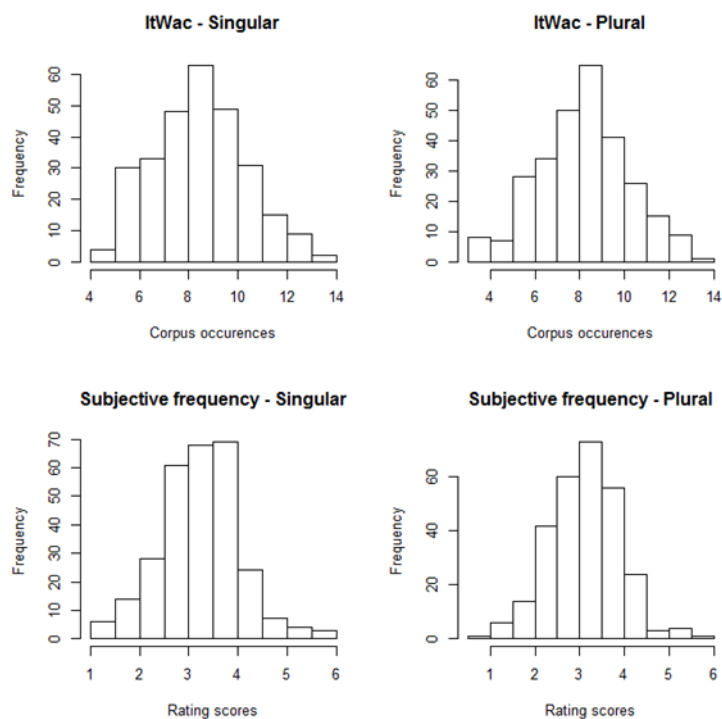 ItWac - Singular
Frequency
0 10 20 30 40 50 60
4 6 8 10 12 14
Corpus occurences
ItWac - Plural
Frequency
0 10 20 30 40 50 60
4 6 8 10 12 14
Corpus occurences
Subjective frequency - Singular
Frequency
0 10 20 30 40 50 60 70
1 2 3 4 5 6
Rating scores
Subjective frequency - Plural
Frequency
0 20 40 60
1 2 3 4 5 6
Rating scores